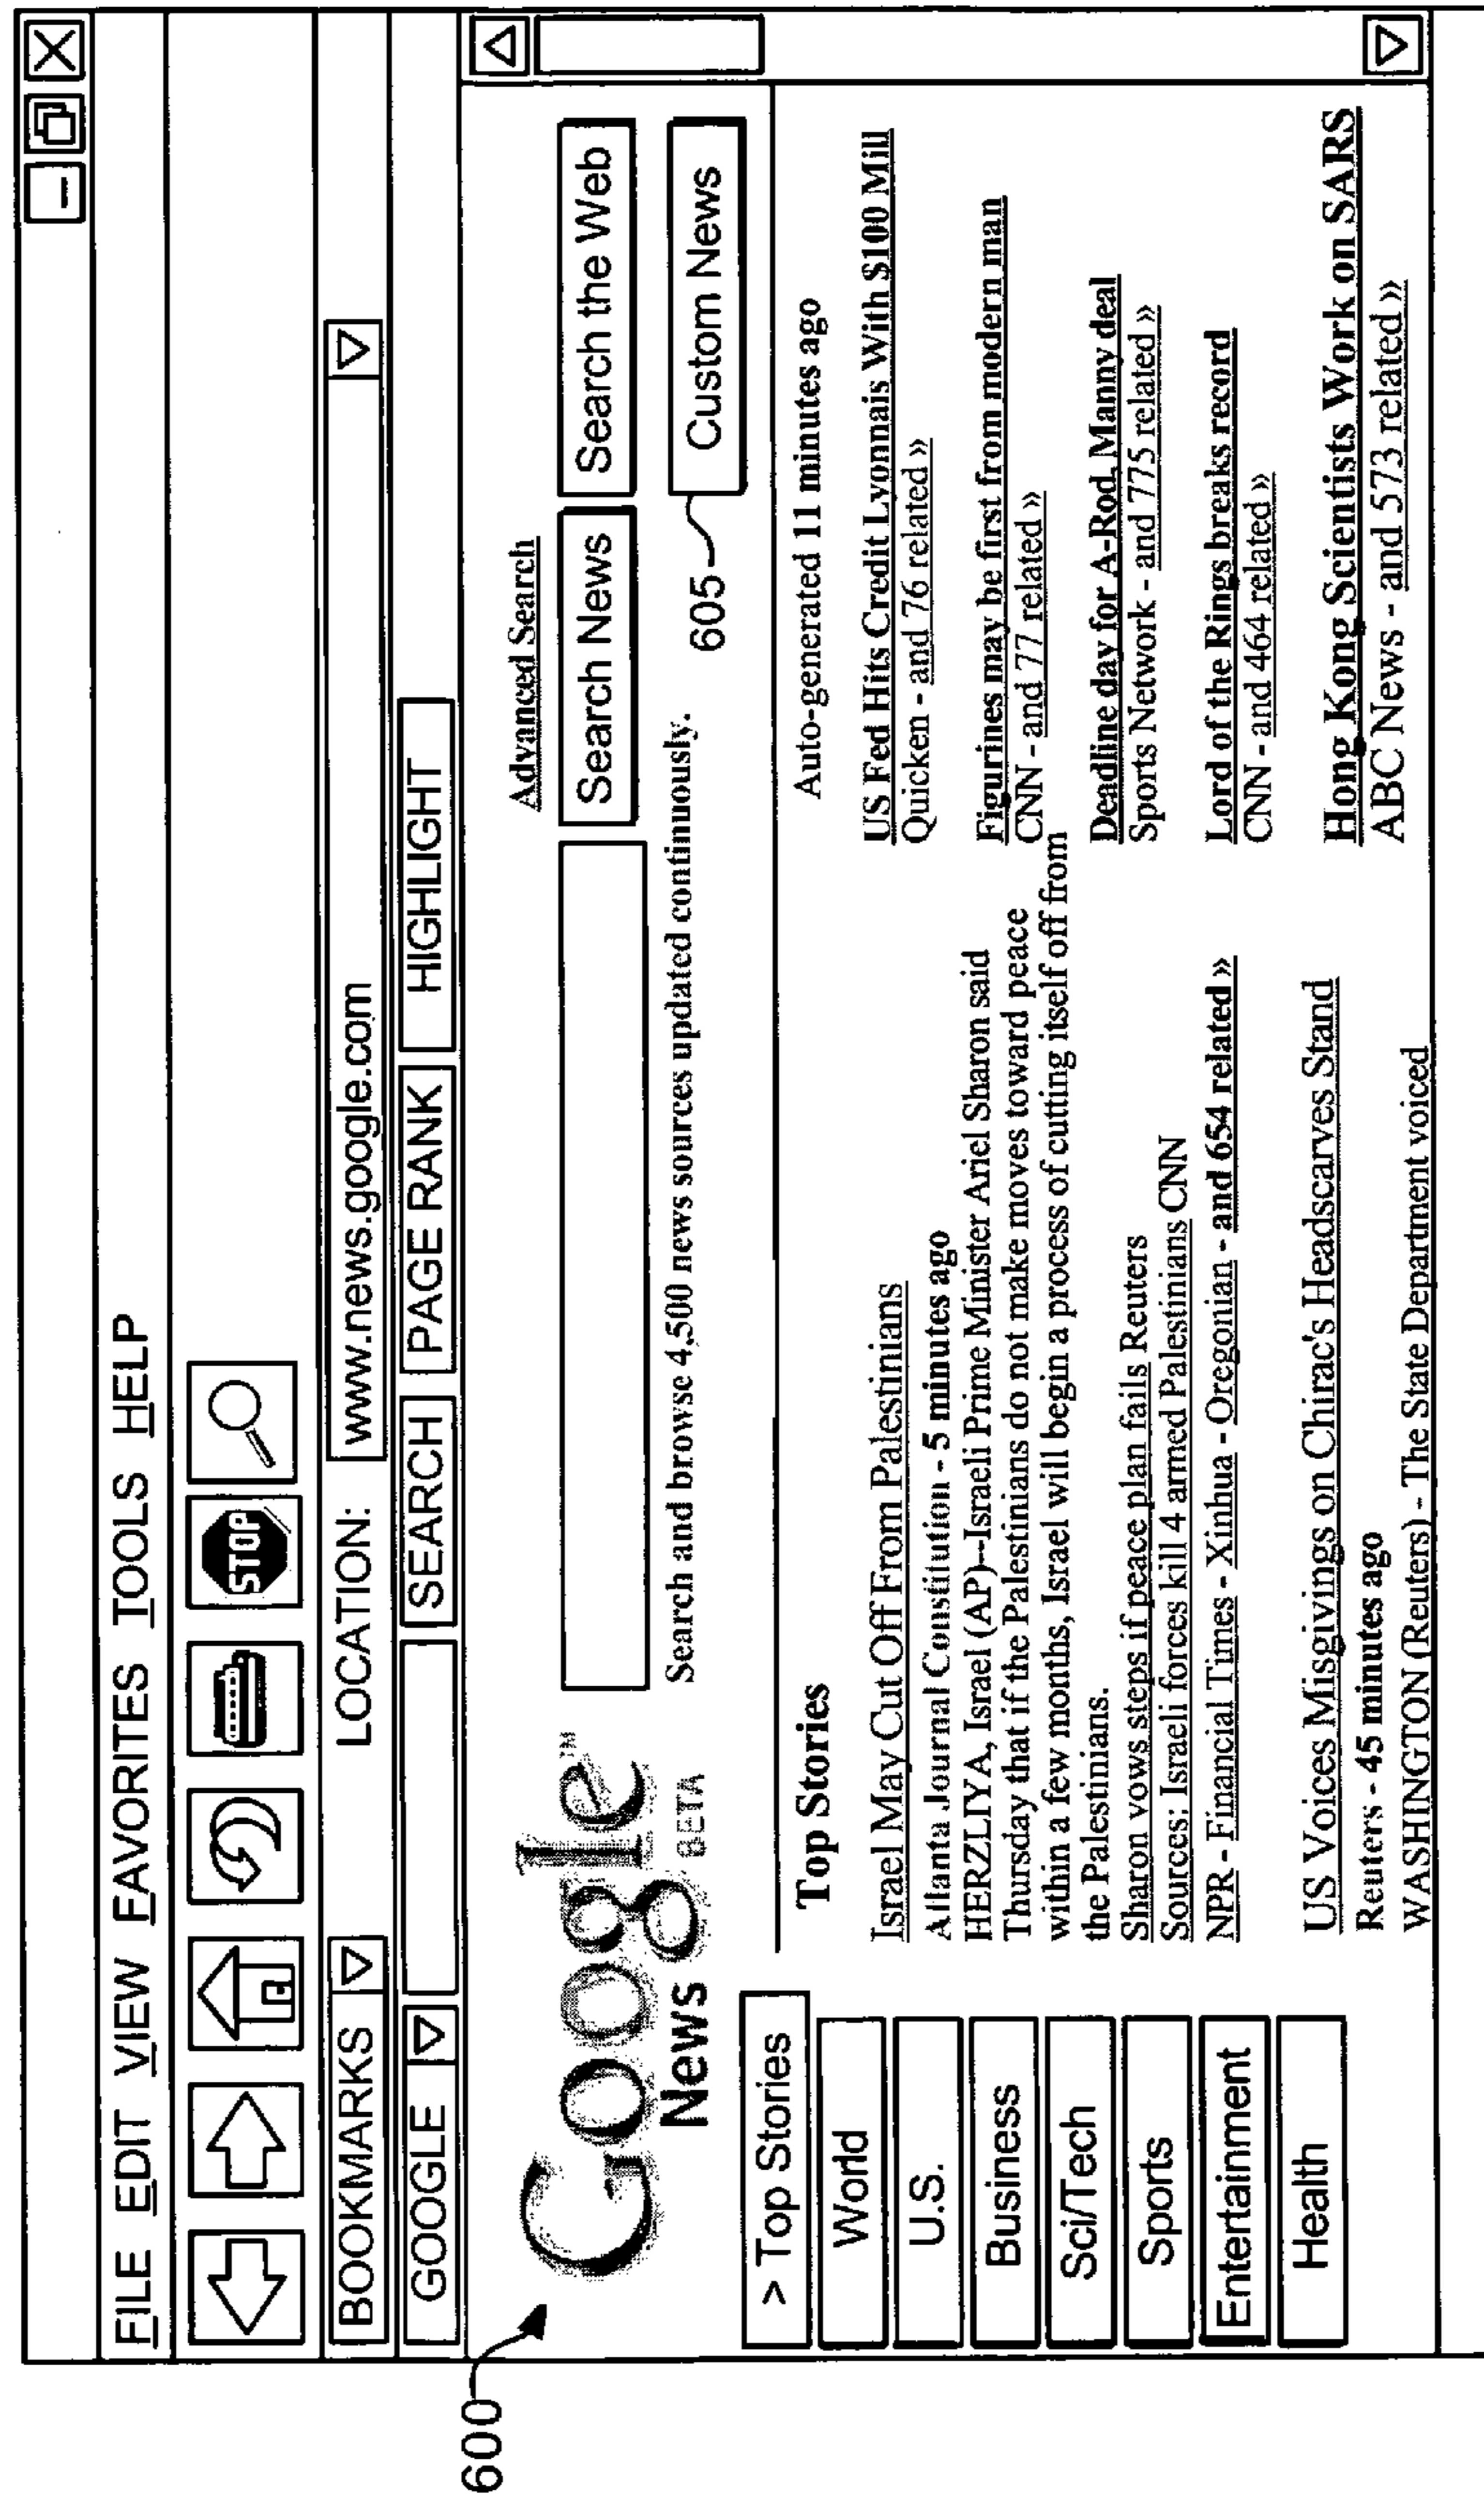 FILE EDIT VIEW FAVORITES TOOLS HELP
STOP
BOOKMARKS LOCATION: www.news.google.com
GOOGLE SEARCH PAGE RANK HIGHLIGHT
600
Google™
News BETA
Advanced Search
Search News Search the Web
Search and browse 4,500 news sources updated continuously.
605 Custom News
> Top Stories
World
U.S.
Business
Sci/Tech
Sports
Entertainment
Health
Top Stories
Auto-generated 11 minutes ago
Israel May Cut Off From Palestinians
Atlanta Journal Constitution - 5 minutes ago
HERZLIYA, Israel (AP)--Israeli Prime Minister Ariel Sharon said
Thursday that if the Palestinians do not make moves toward peace
within a few months, Israel will begin a process of cutting itself off from
the Palestinians.
Sharon vows steps if peace plan fails Reuters
Sources: Israeli forces kill 4 armed Palestinians CNN
NPR - Financial Times - Xinhua - Oregonian - and 654 related »
US Voices Misgivings on Chirac's Headscarves Stand
Reuters - 45 minutes ago
WASHINGTON (Reuters) - The State Department voiced
US Fed Hits Credit Lyonnais With $100 Mill
Quicken - and 76 related »
Figurines may be first from modern man
CNN - and 77 related »
Deadline day for A-Rod, Manny deal
Sports Network - and 775 related »
Lord of the Rings breaks record
CNN - and 464 related »
Hong Kong Scientists Work on SARS
ABC News - and 573 related »